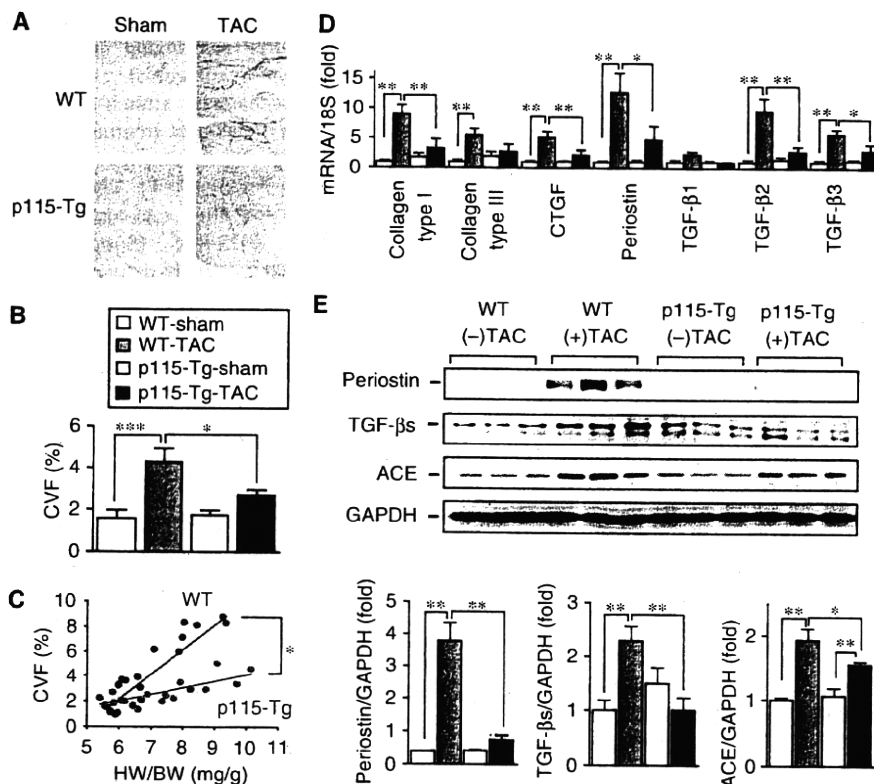 A
Sham
TAC
WT
p115-Tg
B
WT-sham
WT-TAC
p115-Tg-sham
p115-Tg-TAC
CVF (%)
6
4
2
0
***
*
C
CVF (%)
10
8
6
4
2
0
WT
*
p115-Tg
5 6 7 8 9 10 11
HW/BW (mg/g)
D
mRNA/18S (fold)
15
10
5
0
** **
**
** **
** *
** **
** *
Collagen type I
Collagen type III
CTGF
Periostin
TGF-β1
TGF-β2
TGF-β3
E
WT WT p115-Tg p115-Tg
(–)TAC (+)TAC (–)TAC (+)TAC
Periostin
TGF-βs
ACE
GAPDH
Periostin/GAPDH (fold)
5
4
3
2
1
0
** **
TGF-βs/GAPDH (fold)
3
2
1
0
** **
ACE/GAPDH (fold)
2
1
0
** *
**